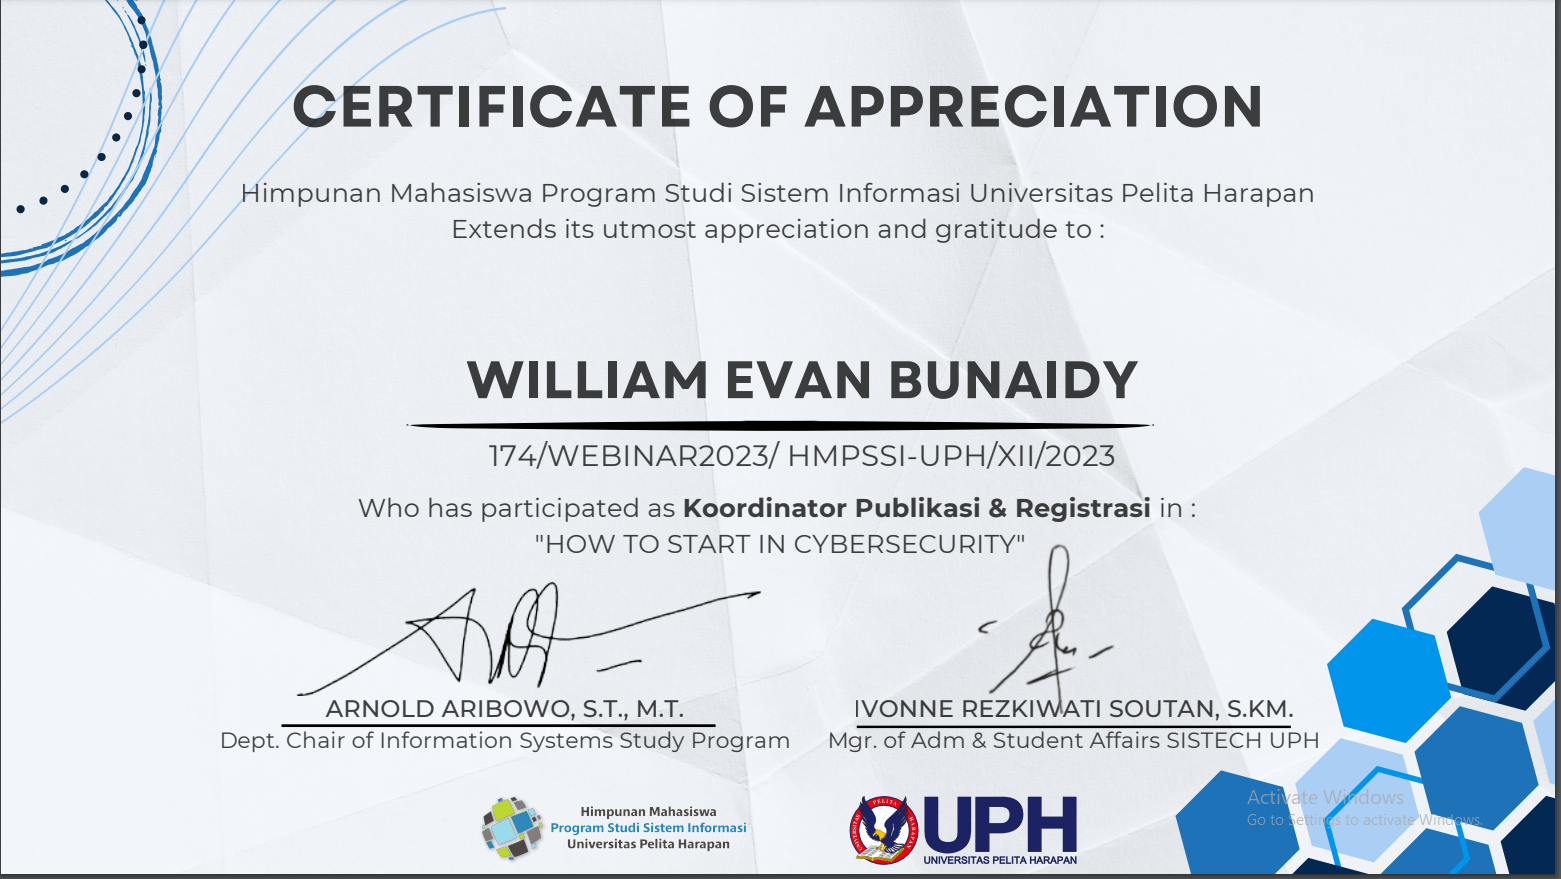 CERTIFICATE OF APPRECIATION
Himpunan Mahasiswa Program Studi Sistem Informasi Universitas Pelita Harapan
Extends its utmost appreciation and gratitude to :
WILLIAM EVAN BUNAIDY
174/WEBINAR2023/ HMPSSI-UPH/XII/2023
Who has participated as Koordinator Publikasi & Registrasi in :
"HOW TO START IN CYBERSECURITY"
ARNOLD ARIBOWO, S.T., M.T.
Dept. Chair of Information Systems Study Program
IVONNE REZKIWATI SOUTAN, S.KM.
Mgr. of Adm & Student Affairs SISTECH UPH
Himpunan Mahasiswa
Program Studi Sistem Informasi
Universitas Pelita Harapan
UNIVERSITAS PELITA HARAPAN
UPH
UNIVERSITAS PELITA HARAPAN
Activate Windows
Go to Settings to activate Windows.